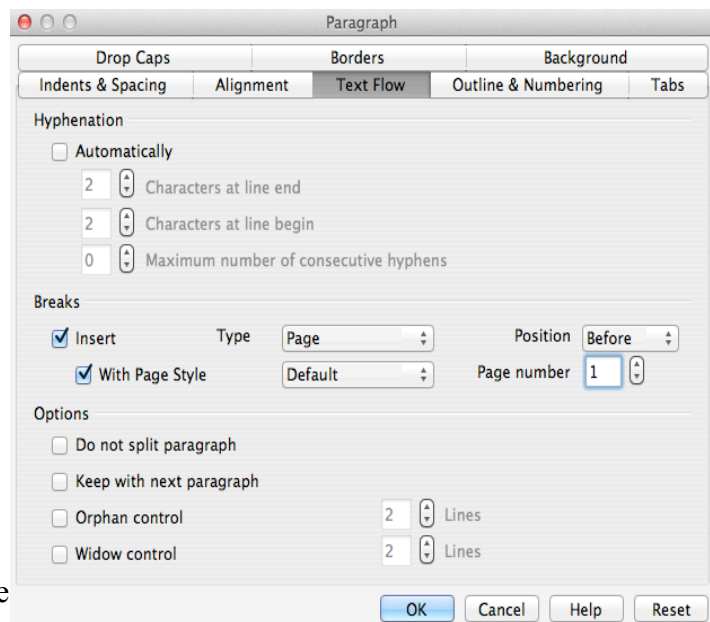 Paragraph
Drop Caps Borders Background
Indents & Spacing Alignment Text Flow Outline & Numbering Tabs
Hyphenation
Automatically
2 Characters at line end
2 Characters at line begin
0 Maximum number of consecutive hyphens
Breaks
Insert Type Page Position Before
With Page Style Default Page number 1
Options
Do not split paragraph
Keep with next paragraph
Orphan control 2 Lines
Widow control 2 Lines
e
OK Cancel Help Reset